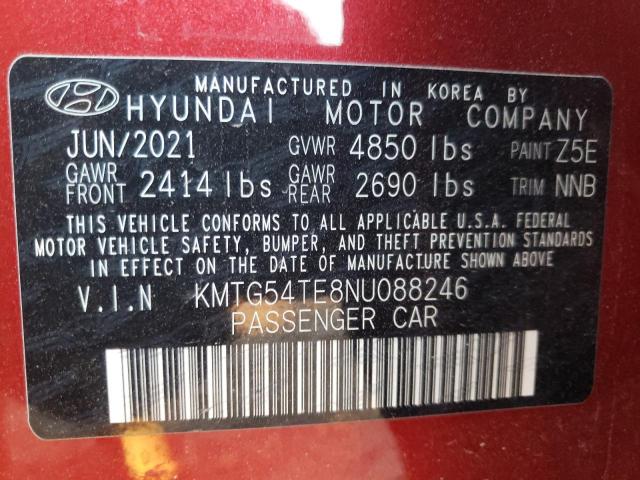 MANUFACTURED IN KOREA BY
HYUNDAI MOTOR COMPANY
JUN/2021 GVWR 4850 lbs PAINT Z5E
GAWR FRONT 2414 lbs GAWR REAR 2690 lbs TRIM NNB
THIS VEHICLE CONFORMS TO ALL APPLICABLE U.S.A. FEDERAL
MOTOR VEHICLE SAFETY, BUMPER, AND THEFT PREVENTION STANDARDS
IN EFFECT ON THE DATE OF MANUFACTURE SHOWN ABOVE.
V.I.N KMTG54TE8NU088246
PASSENGER CAR